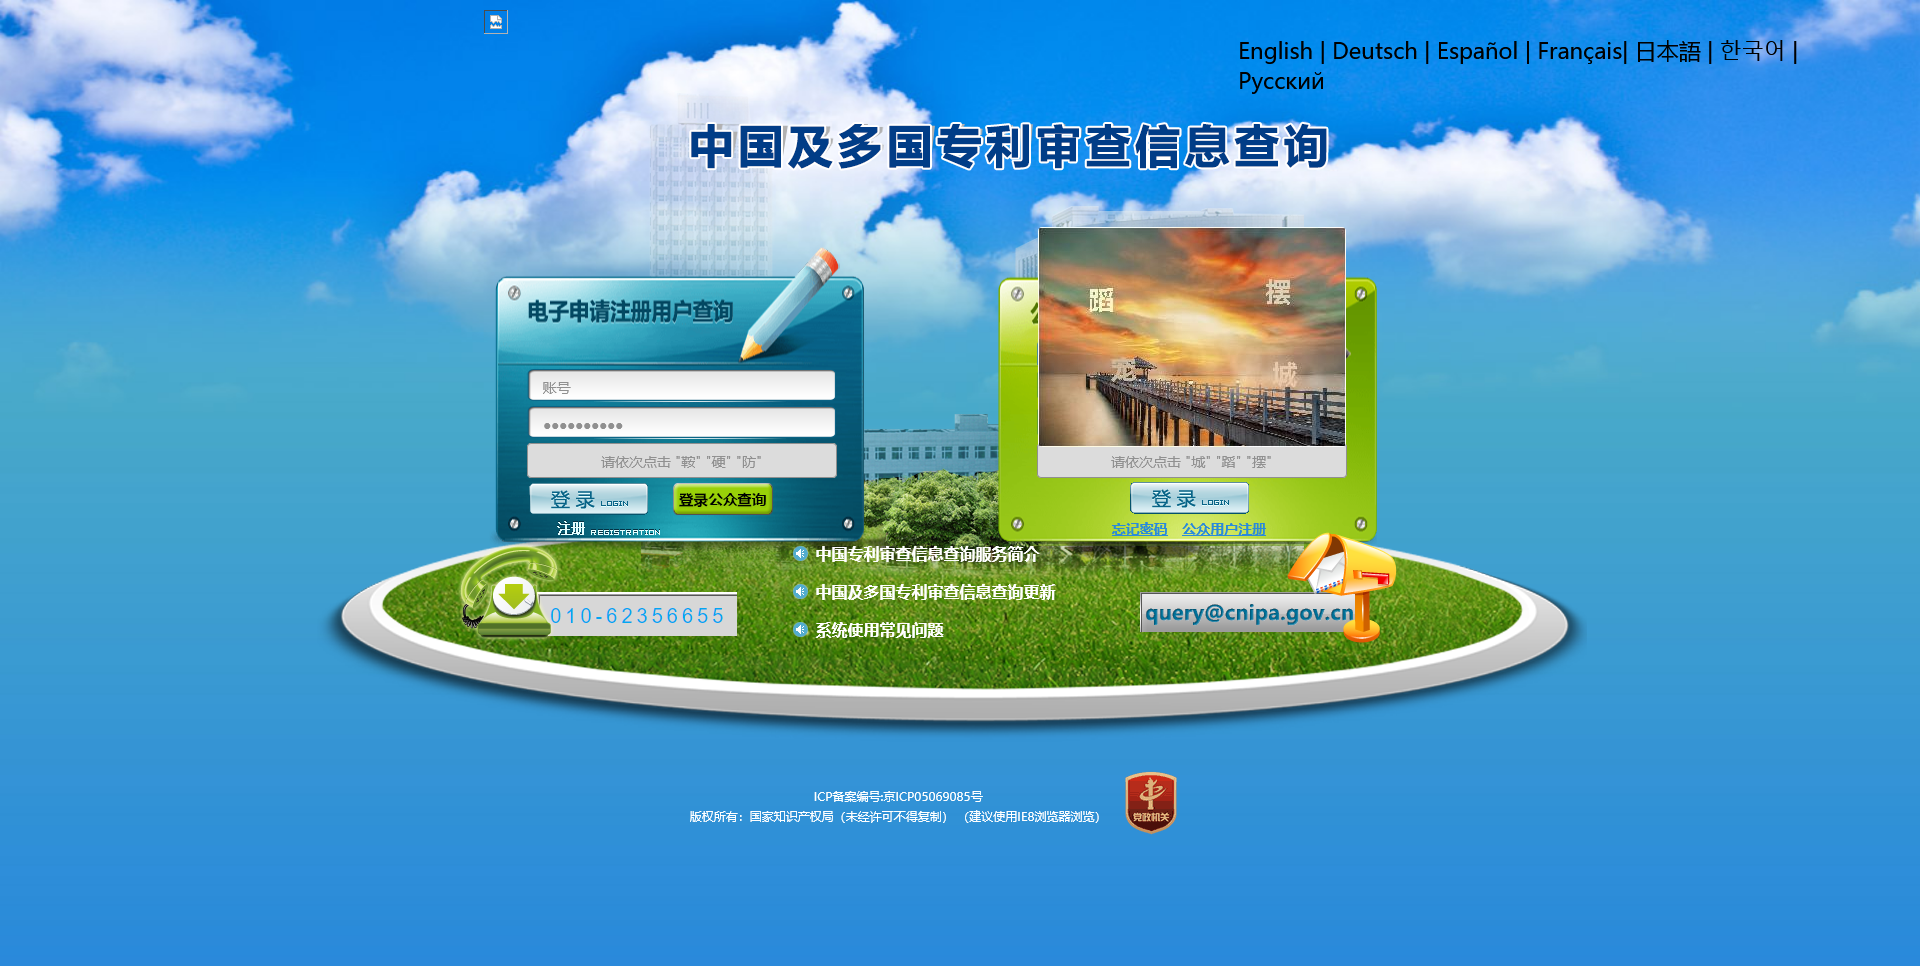 English | Deutsch | Español | Français| 日本語 | 한국어 |
Русский
中国及多国专利审查信息查询
电子申请注册用户查询
账号
请依次点击 "鞍" "硬" "防"
登录 LOGIN
登录公众查询
注册 REGISTRATION
蹈
摆
宠
城
请依次点击 "城" "蹈" "摆"
登录 LOGIN
忘记密码 公众用户注册
中国专利审查信息查询服务简介
中国及多国专利审查信息查询更新
系统使用常见问题
010-62356655
query@cnipa.gov.cn
ICP备案编号:京ICP05069085号
版权所有：国家知识产权局（未经许可不得复制） （建议使用IE8浏览器浏览）
党政机关